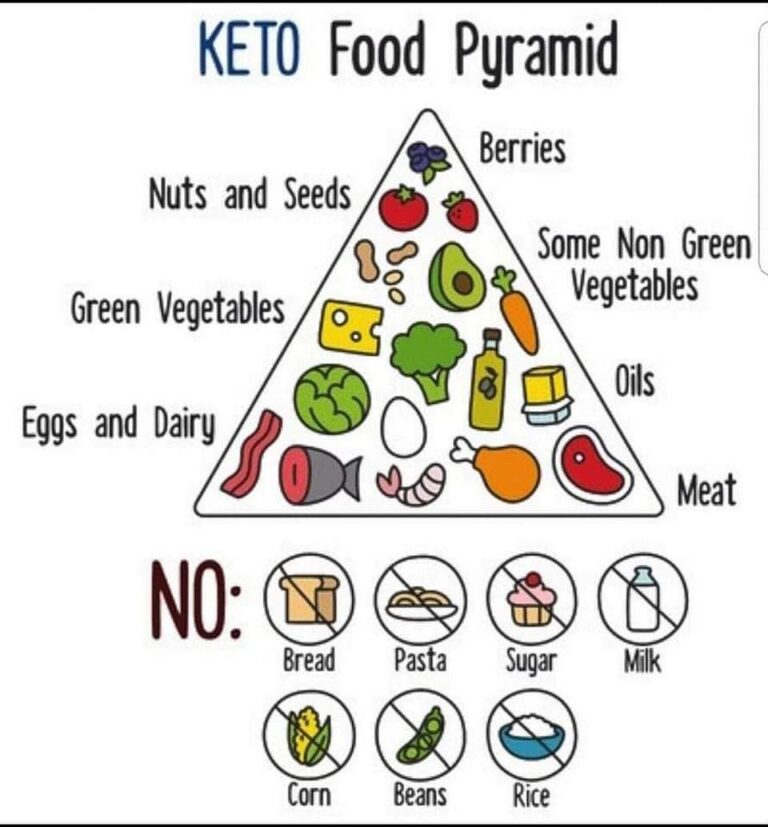 KETO Food Pyramid
Berries
Nuts and Seeds
Some Non Green
Vegetables
Green Vegetables
Oils
Eggs and Dairy
Meat
NO:
Bread
Pasta
Sugar
Milk
Corn
Beans
Rice